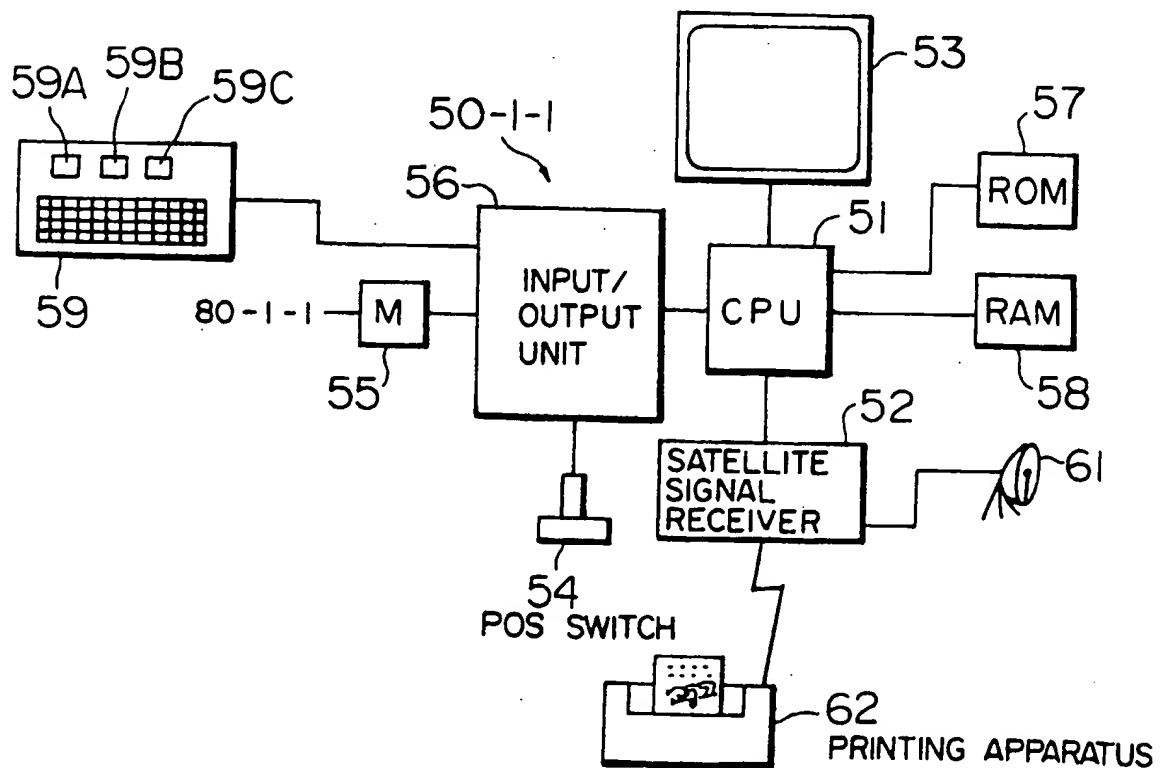 59A
59B
59C
50-1-1
53
57
56
51
ROM
INPUT/
OUTPUT
UNIT
CPU
RAM
59
80-1-1
M
55
58
52
SATELLITE
SIGNAL
RECEIVER
61
54
POS SWITCH
62
PRINTING APPARATUS